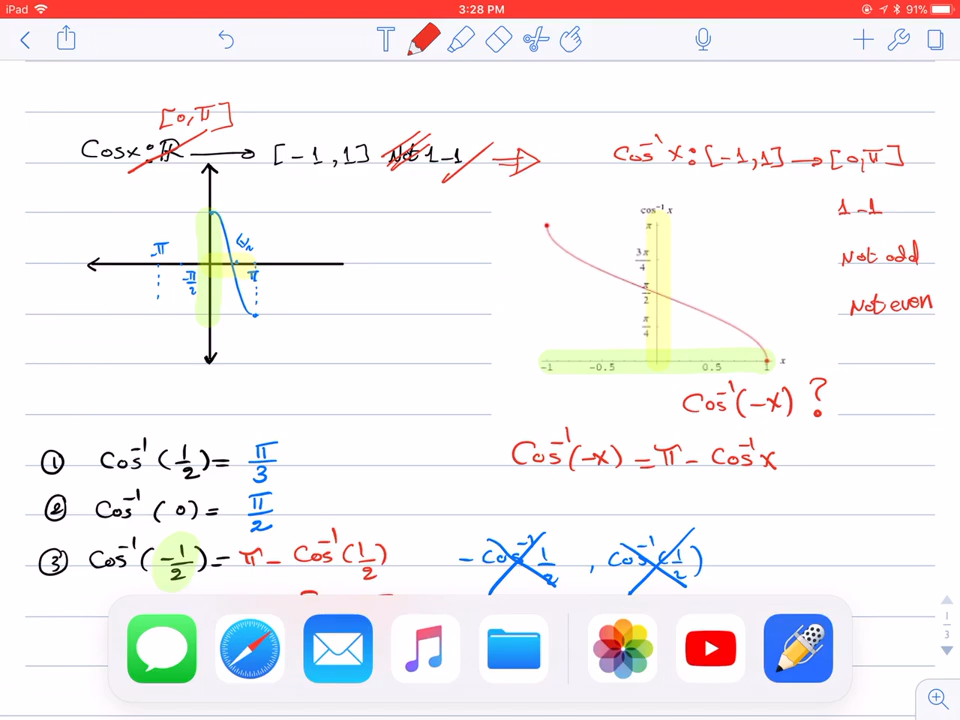 iPad 3:28 PM 91%
T
[0,π]
Cosx:ℝ → [-1,1] Not 1-1 ⇒ Cos⁻¹x:[-1,1]→[0,π]
1-1
Not odd
Not even
cos⁻¹ x
π
3π/4
π/2
π/4
-1 -0.5 0.5 1 x
-π -π/2 π/2 π
Cos⁻¹(-x) ?
Cos⁻¹(-x) = π - Cos⁻¹x
① Cos⁻¹(1/2) = π/3
② Cos⁻¹(0) = π/2
③ Cos⁻¹(-1/2) = π - Cos⁻¹(1/2) -Cos⁻¹ 1/2 , Cos⁻¹(1/2)
1
3